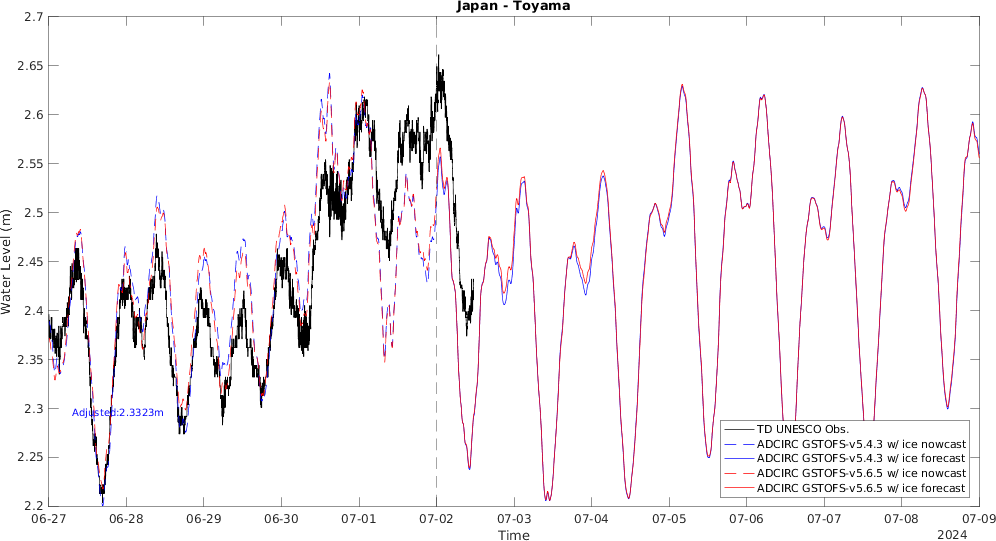 Japan - Toyama
2.7
2.65
2.6
2.55
2.5
2.45
2.4
2.35
2.3
2.25
2.2
Water Level (m)
Adjusted:2.3323m
TD UNESCO Obs.
ADCIRC GSTOFS-v5.4.3 w/ ice nowcast
ADCIRC GSTOFS-v5.4.3 w/ ice forecast
ADCIRC GSTOFS-v5.6.5 w/ ice nowcast
ADCIRC GSTOFS-v5.6.5 w/ ice forecast
06-27 06-28 06-29 06-30 07-01 07-02 07-03 07-04 07-05 07-06 07-07 07-08 07-09
Time
2024